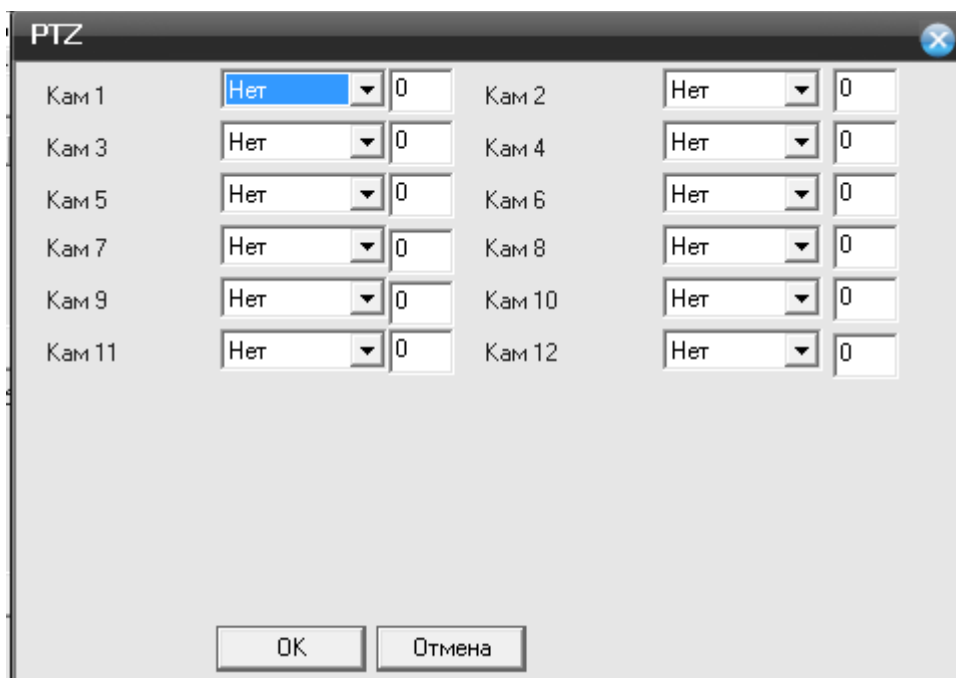 PTZ
Кам 1 Нет 0 Кам 2 Нет 0
Кам 3 Нет 0 Кам 4 Нет 0
Кам 5 Нет 0 Кам 6 Нет 0
Кам 7 Нет 0 Кам 8 Нет 0
Кам 9 Нет 0 Кам 10 Нет 0
Кам 11 Нет 0 Кам 12 Нет 0
OK Отмена